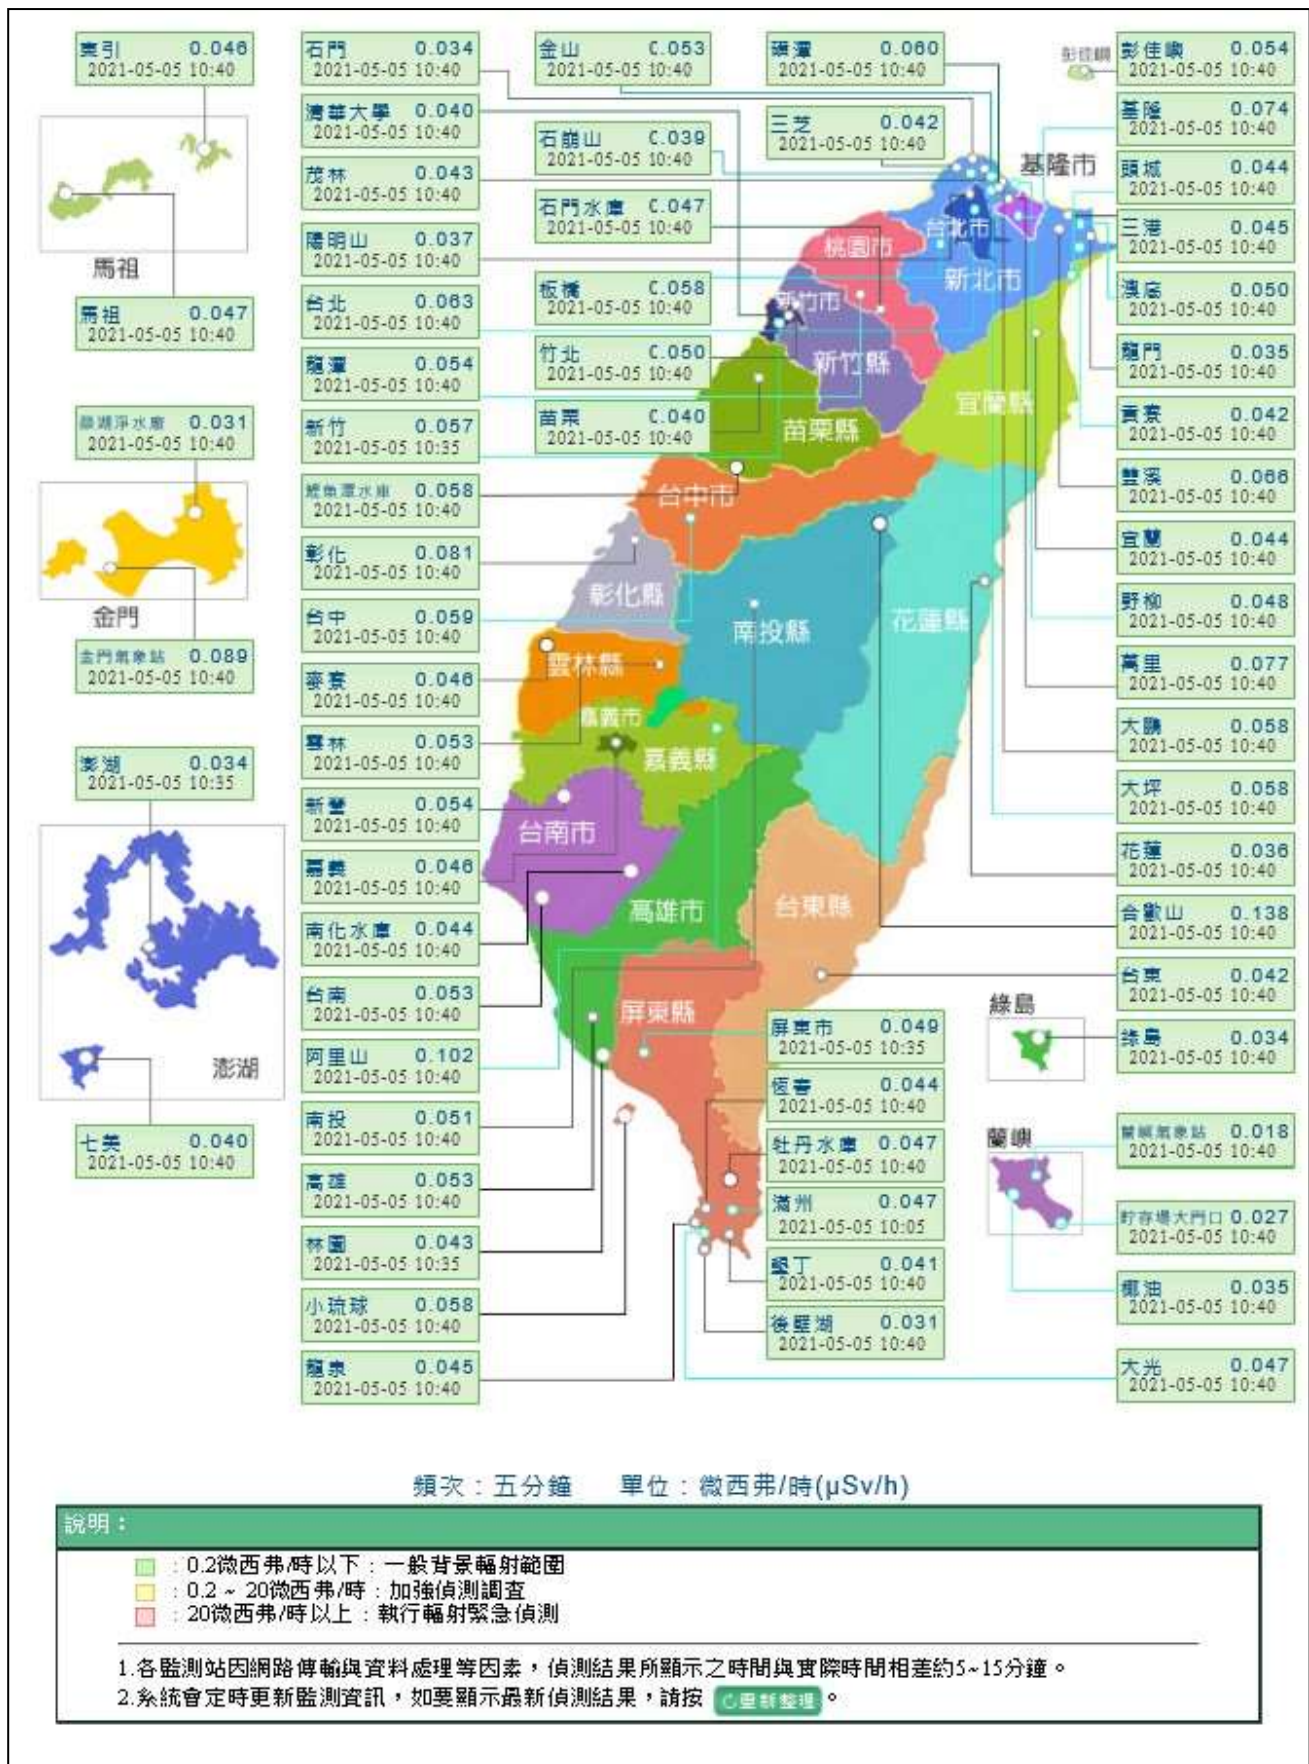 東引 0.046
2021-05-05 10:40
馬祖
馬祖 0.047
2021-05-05 10:40
淨水廠 0.031
2021-05-05 10:40
金門
金門氣象站 0.089
2021-05-05 10:40
澎湖 0.034
2021-05-05 10:35
澎湖
七美 0.040
2021-05-05 10:40
石門 0.034
2021-05-05 10:40
清華大學 0.040
2021-05-05 10:40
茂林 0.043
2021-05-05 10:40
陽明山 0.037
2021-05-05 10:40
台北 0.063
2021-05-05 10:40
龍潭 0.054
2021-05-05 10:40
新竹 0.057
2021-05-05 10:35
鯉魚潭水庫 0.058
2021-05-05 10:40
彰化 0.081
2021-05-05 10:40
台中 0.059
2021-05-05 10:40
麥寮 0.046
2021-05-05 10:40
雲林 0.053
2021-05-05 10:40
新營 0.054
2021-05-05 10:40
嘉義 0.046
2021-05-05 10:40
南化水庫 0.044
2021-05-05 10:40
台南 0.053
2021-05-05 10:40
阿里山 0.102
2021-05-05 10:40
南投 0.051
2021-05-05 10:40
高雄 0.053
2021-05-05 10:40
林園 0.043
2021-05-05 10:35
小琉球 0.058
2021-05-05 10:40
龍泉 0.045
2021-05-05 10:40
金山 0.053
2021-05-05 10:40
石崩山 0.039
2021-05-05 10:40
石門水庫 0.047
2021-05-05 10:40
板橋 0.058
2021-05-05 10:40
竹北 0.050
2021-05-05 10:40
苗栗 0.040
2021-05-05 10:40
磺潭 0.060
2021-05-05 10:40
三芝 0.042
2021-05-05 10:40
基隆市
台北市
新北市
桃園市
新竹市
新竹縣
苗栗縣
宜蘭縣
台中市
彰化縣
南投縣
花蓮縣
雲林縣
嘉義市
嘉義縣
台南市
高雄市
台東縣
屏東縣
屏東市 0.049
2021-05-05 10:35
恆春 0.044
2021-05-05 10:40
牡丹水庫 0.047
2021-05-05 10:40
滿州 0.047
2021-05-05 10:05
墾丁 0.041
2021-05-05 10:40
後壁湖 0.031
2021-05-05 10:40
彭佳嶼
彭佳嶼 0.054
2021-05-05 10:40
基隆 0.074
2021-05-05 10:40
頭城 0.044
2021-05-05 10:40
三港 0.045
2021-05-05 10:40
澳底 0.050
2021-05-05 10:40
龍門 0.035
2021-05-05 10:40
貢寮 0.042
2021-05-05 10:40
雙溪 0.066
2021-05-05 10:40
宜蘭 0.044
2021-05-05 10:40
野柳 0.048
2021-05-05 10:40
萬里 0.077
2021-05-05 10:40
大鵬 0.058
2021-05-05 10:40
大坪 0.058
2021-05-05 10:40
花蓮 0.036
2021-05-05 10:40
合歡山 0.138
2021-05-05 10:40
台東 0.042
2021-05-05 10:40
綠島
綠島 0.034
2021-05-05 10:40
蘭嶼
蘭嶼氣象站 0.018
2021-05-05 10:40
貯存場大門口 0.027
2021-05-05 10:40
椰油 0.035
2021-05-05 10:40
大光 0.047
2021-05-05 10:40
頻次：五分鐘 單位：微西弗/時(μSv/h)
說明：
：0.2微西弗/時以下：一般背景輻射範圍
：0.2 ~ 20微西弗/時：加強偵測調查
：20微西弗/時以上：執行輻射緊急偵測
1.各監測站因網路傳輸與資料處理等因素，偵測結果所顯示之時間與實際時間相差約5~15分鐘。
2.系統會定時更新監測資訊，如要顯示最新偵測結果，請按 重新整理 。